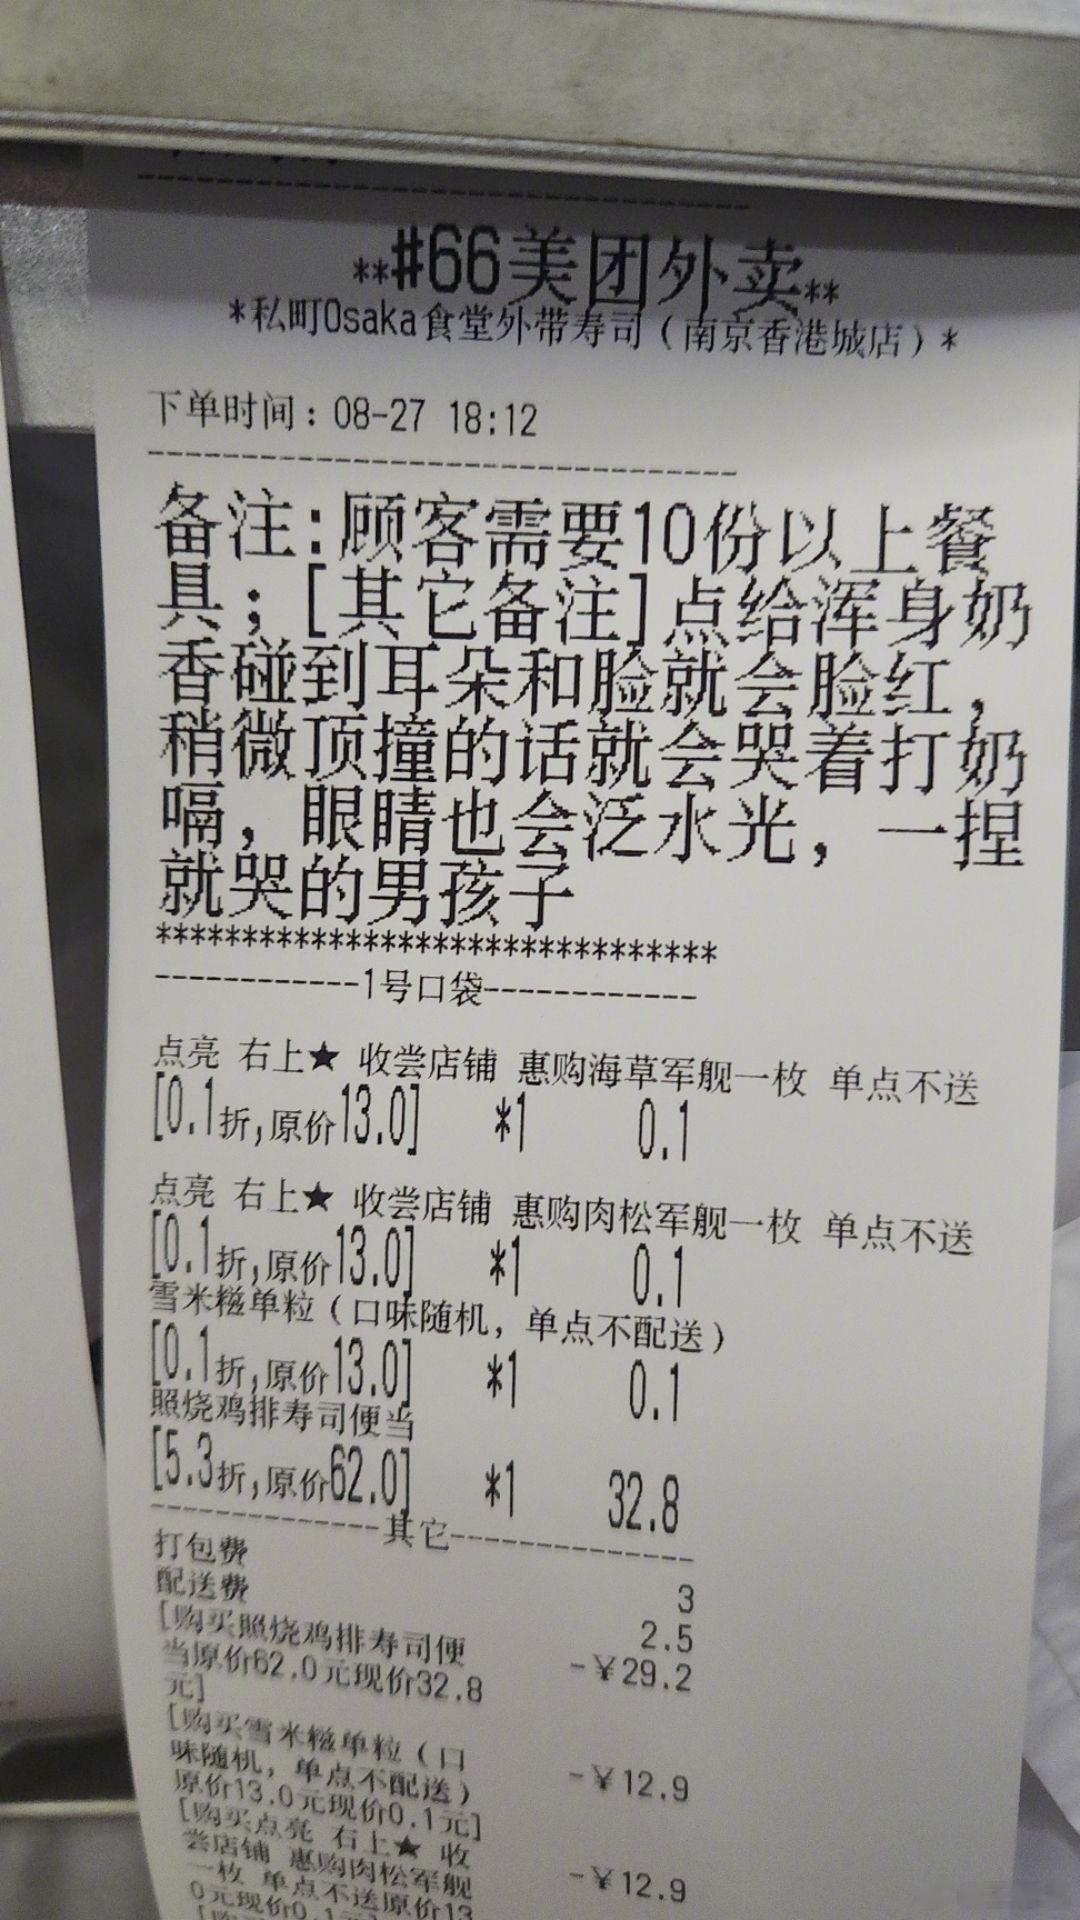 **#66美团外卖**
*私町Osaka食堂外带寿司（南京香港城店）*
下单时间：08-27 18:12
备注:顾客需要10份以上餐
具；[其它备注]点给浑身奶
香碰到耳朵和脸就会脸红，
稍微顶撞的话就会哭着打奶
嗝，眼睛也会泛水光，一捏
就哭的男孩子
*********************************
------------1号口袋------------
点亮 右上★ 收尝店铺 惠购海草军舰一枚 单点不送
[0.1折,原价13.0] *1 0.1
点亮 右上★ 收尝店铺 惠购肉松军舰一枚 单点不送
[0.1折,原价13.0] *1 0.1
雪米糍单粒（口味随机，单点不配送）
[0.1折,原价13.0] *1 0.1
照烧鸡排寿司便当
[5.3折,原价62.0] *1 32.8
-------------其它-------------
打包费 3
配送费 2.5
[购买照烧鸡排寿司便 -￥29.2
当原价62.0元现价32.8
元]
[购买雪米糍单粒（口 -￥12.9
味随机，单点不配送）
原价13.0元现价0.1元]
[购买点亮 右上★ 收 -￥12.9
尝店铺 惠购肉松军舰
一枚 单点不送原价13
0元现价0.1元]
[购